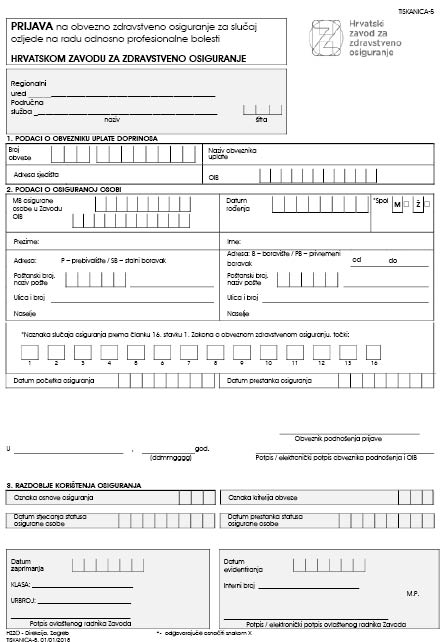 TISKANICA-5
PRIJAVA na obvezno zdravstveno osiguranje za slučaj
ozljede na radu odnosno profesionalne bolesti
HRVATSKOM ZAVODU ZA ZDRAVSTVENO OSIGURANJE
Hrvatski
zavod za
zdravstveno
osiguranje
Regionalni
ured
Područna
služba
naziv
šifra
1. PODACI O OBVEZNIKU UPLATE DOPRINOSA
Broj
obveze
Naziv obveznika
uplate
Adresa sjedišta
OIB
2. PODACI O OSIGURANOJ OSOBI
MB osigurane
osobe u Zavodu
OIB
Datum
rođenja
*Spol M Ž
Prezime:
Ime:
Adresa: P – prebivalište / SB – stalni boravak
Adresa: B – boravište / PB – privremeni
boravak od do
Poštanski broj,
naziv pošte
Poštanski broj,
naziv pošte
Ulica i broj
Ulica i broj
Naselje
Naselje
*Naznaka slučaja osiguranja prema članku 16. stavku 1. Zakona o obveznom zdravstvenom osiguranju, točki:
1 2 3 4 5 6 7 8 9 10 11 12 13 16
Datum početka osiguranja
Datum prestanka osiguranja
Obveznik podnošenja prijave
U , god.
(ddmmgggg)
Potpis / elektronički potpis obveznika podnošenja i OIB
3. RAZDOBLJE KORIŠTENJA OSIGURANJA
Oznaka osnove osiguranja
Oznaka kriterija obveze
Datum stjecanja statusa
osigurane osobe
Datum prestanka statusa
osigurane osobe
Datum
zaprimanja
Datum
evidentiranja
KLASA:
Interni broj
URBROJ:
M.P.
Potpis ovlaštenog radnika Zavoda
Potpis / elektronički potpis ovlaštenog radnika Zavoda
HZZO - Direkcija, Zagreb
*- odgovarajuće označiti znakom X
TISKANICA-5, 01/01/2018